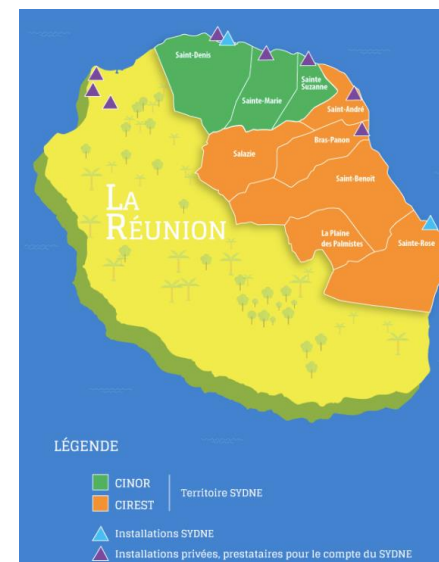 Saint-Denis
Sainte-Marie
Sainte
Suzanne
Saint-André
Bras-Panon
Salazie
Saint-Benoît
La Plaine
des Palmistes
Sainte-Rose
LA
RÉUNION
LÉGENDE
CINOR
CIREST
Territoire SYDNE
Installations SYDNE
Installations privées, prestataires pour le compte du SYDNE